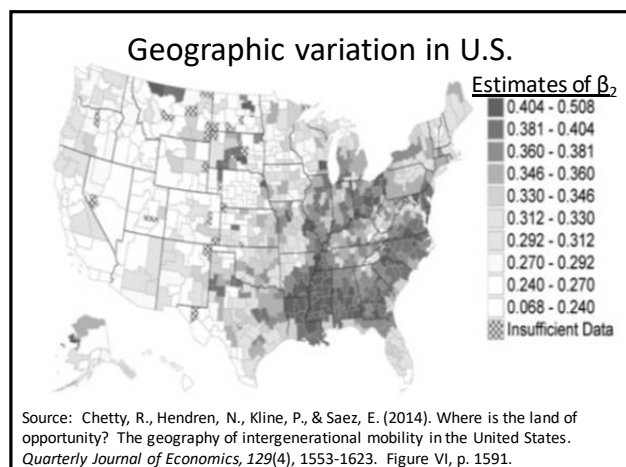 Geographic variation in U.S.
Estimates of β₂
0.404 - 0.508
0.381 - 0.404
0.360 - 0.381
0.346 - 0.360
0.330 - 0.346
0.312 - 0.330
0.292 - 0.312
0.270 - 0.292
0.240 - 0.270
0.068 - 0.240
Insufficient Data
Source: Chetty, R., Hendren, N., Kline, P., & Saez, E. (2014). Where is the land of
opportunity? The geography of intergenerational mobility in the United States.
Quarterly Journal of Economics, 129(4), 1553-1623. Figure VI, p. 1591.